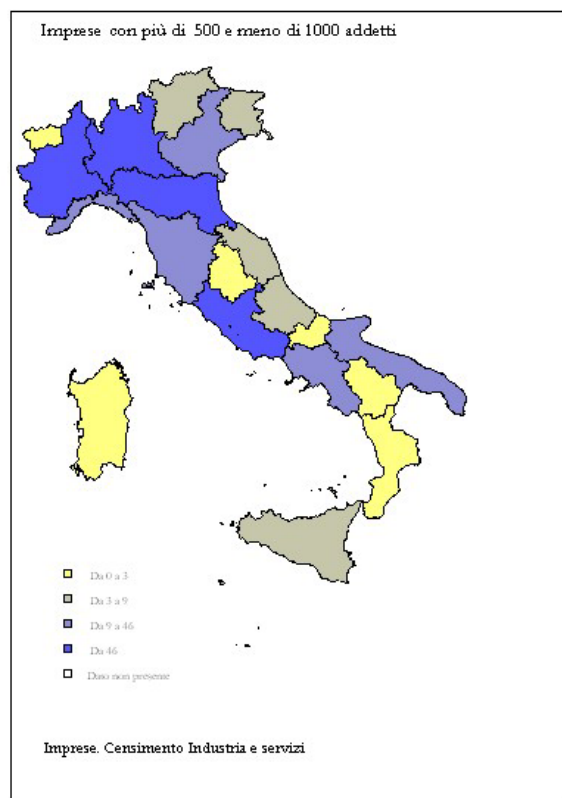 Imprese con più di 500 e meno di 1000 addetti
Da 0 a 3
Da 3 a 9
Da 9 a 46
Da 46
Dato non presente
Imprese. Censimento Industria e servizi